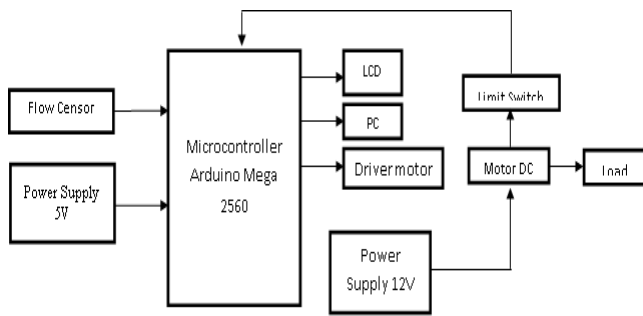 Flow Censor
Power Supply
5V
Microcontroller
Arduino Mega
2560
LCD
PC
Driver motor
Power
Supply 12V
Limit Switch
Motor DC
Load